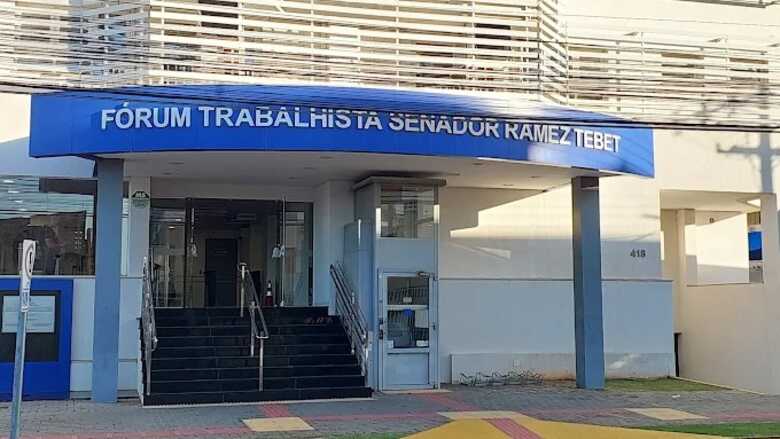 FÓRUM TRABALHISTA SENADOR RAMEZ TEBET
418